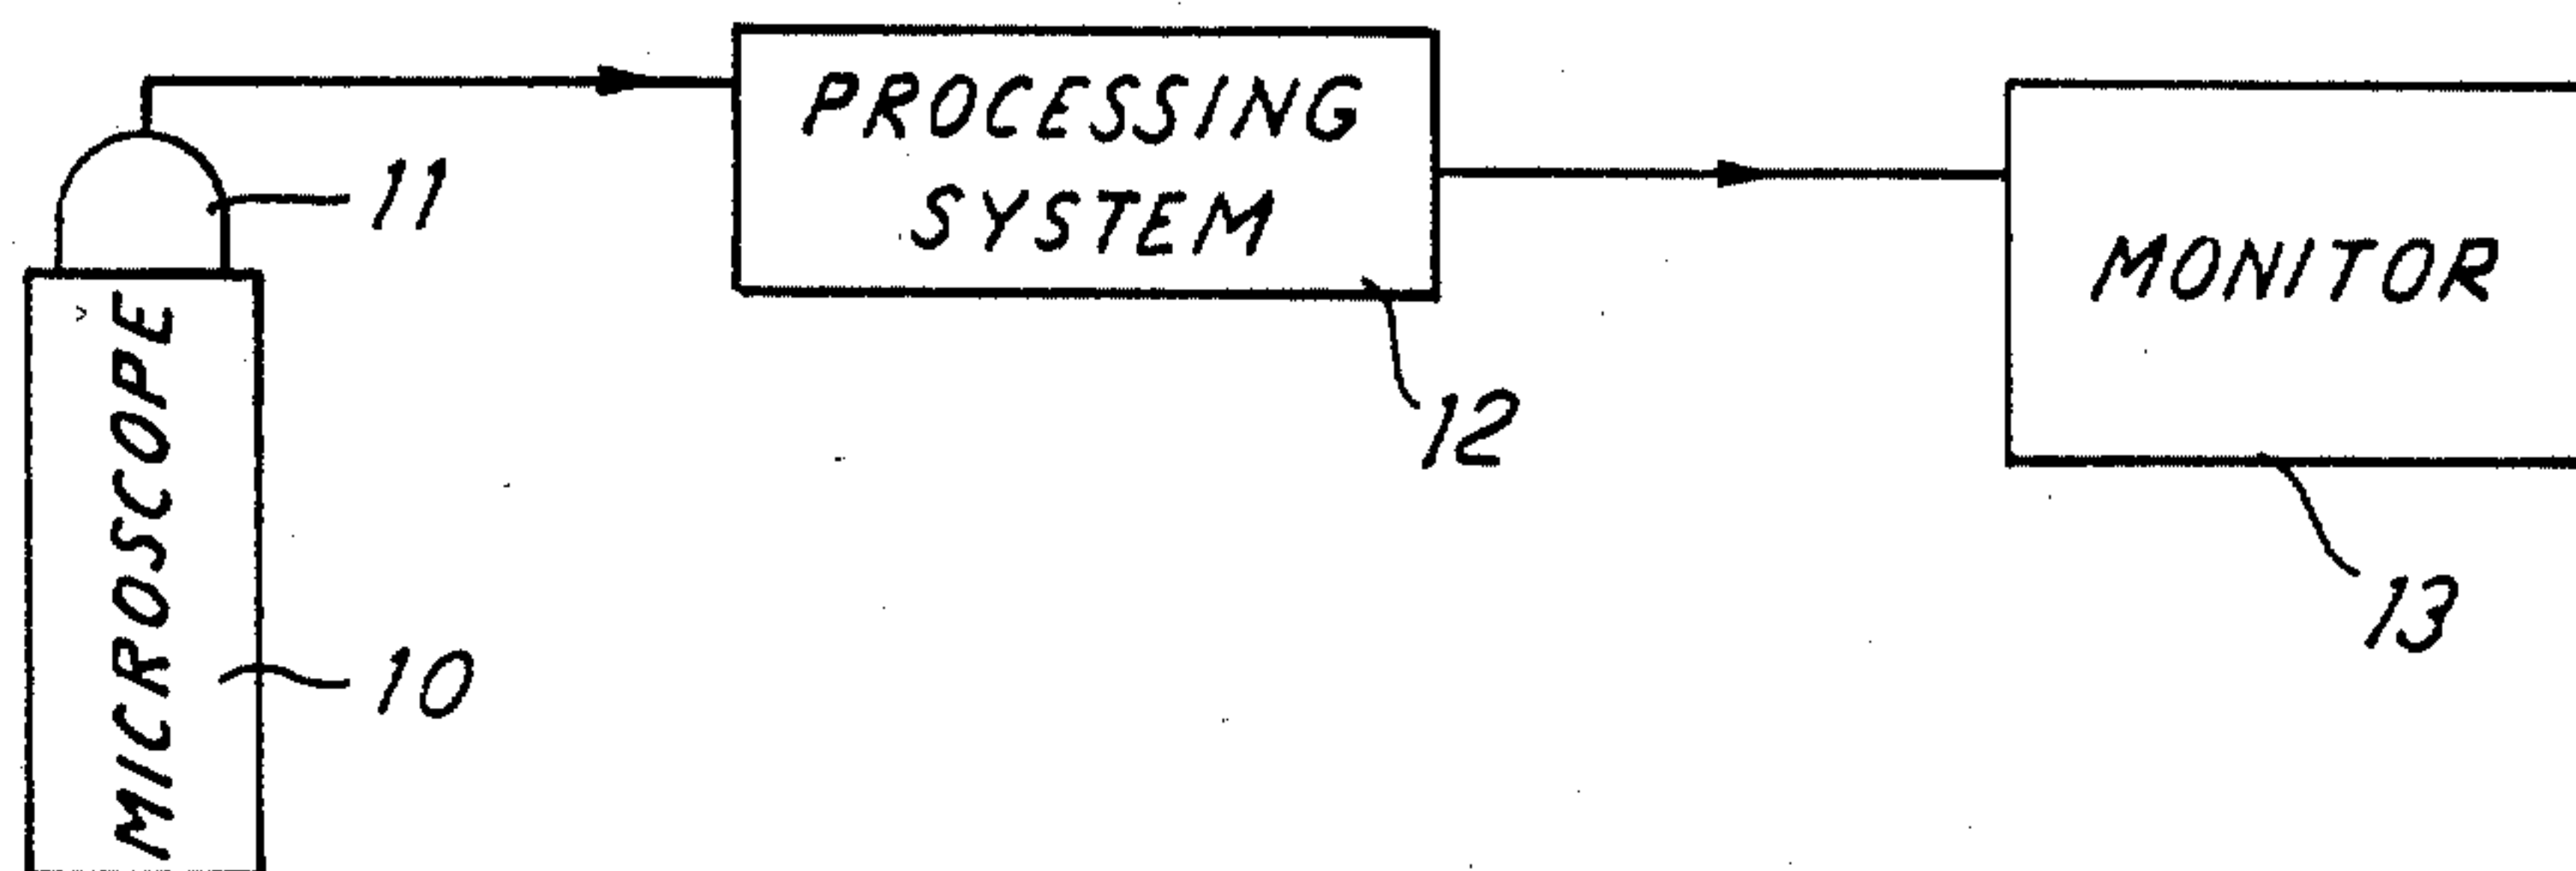 PROCESSING
SYSTEM
MONITOR
11
12
MICROSCOPE
10
13